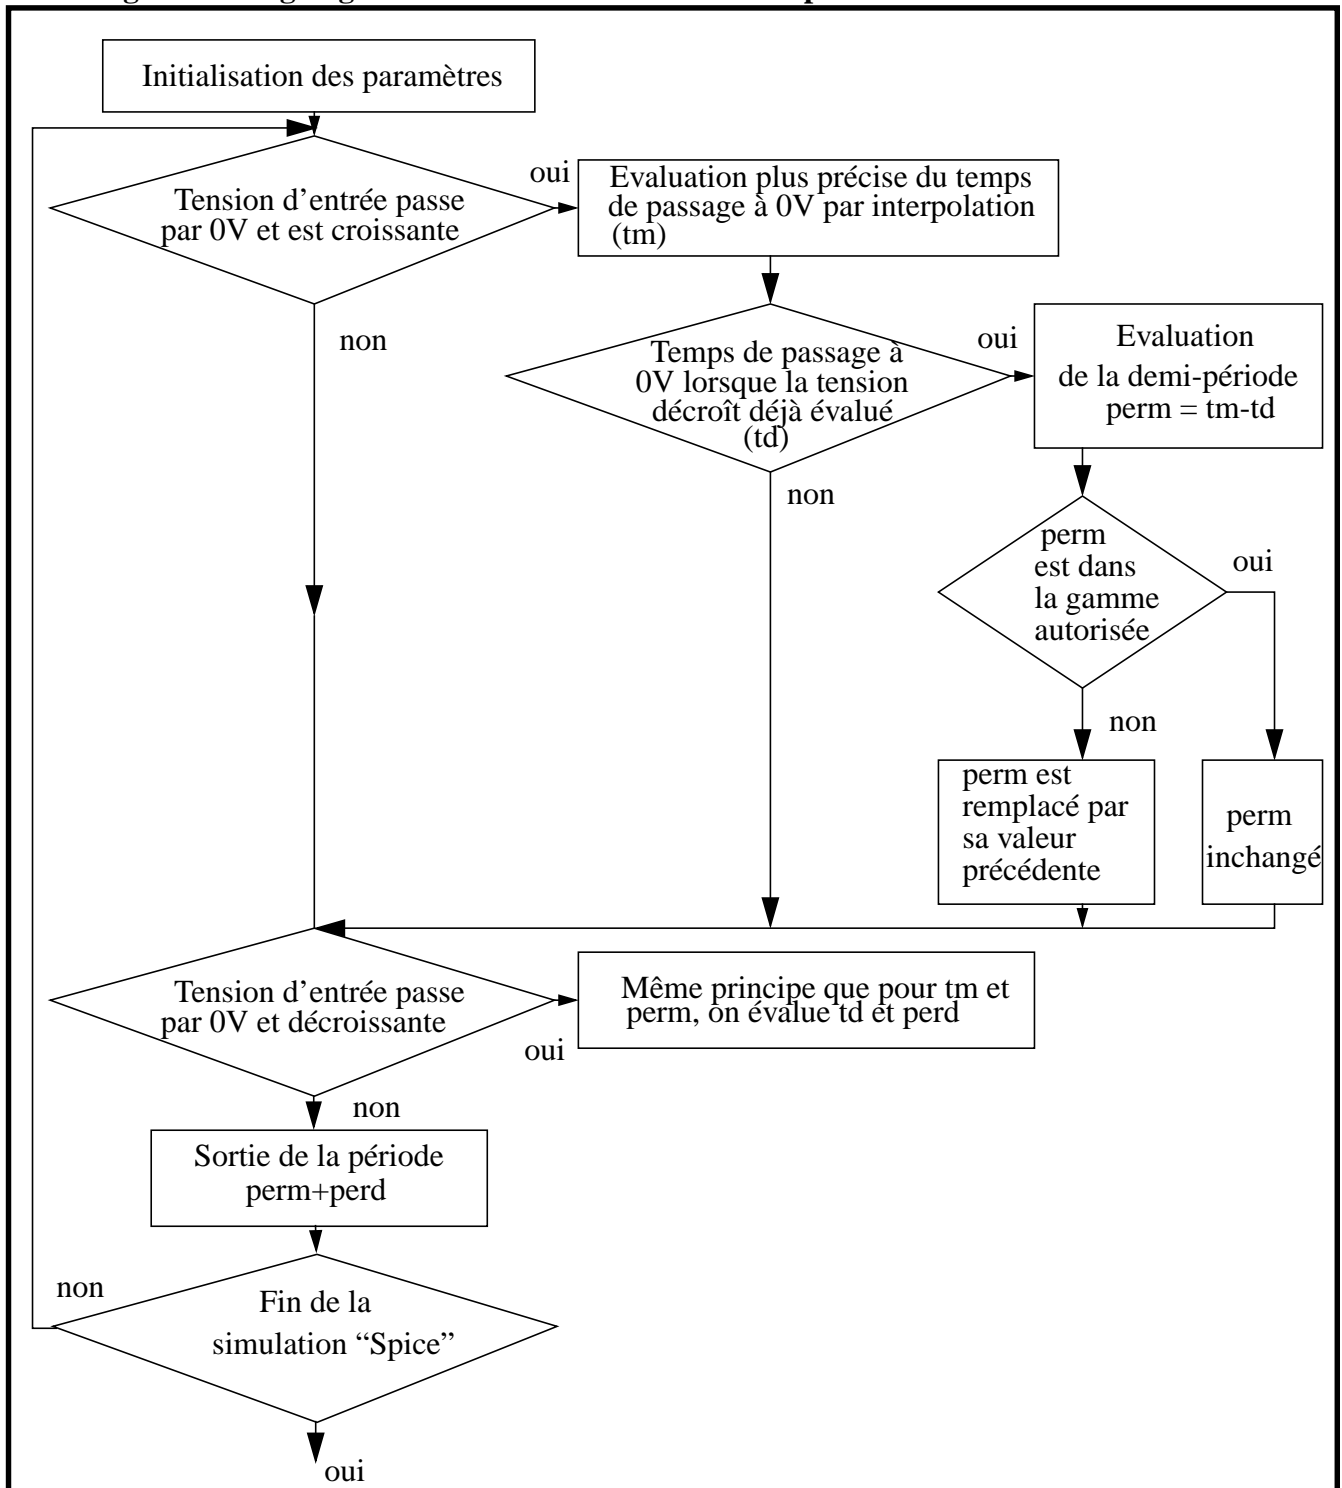 Initialisation des paramètres
oui
Tension d’entrée passe
par 0V et est croissante
Evaluation plus précise du temps
de passage à 0V par interpolation
(tm)
non
oui
Temps de passage à
0V lorsque la tension
décroît déjà évalué
(td)
Evaluation
de la demi-période
perm = tm-td
non
perm
est dans
la gamme
autorisée
oui
non
perm est
remplacé par
sa valeur
précédente
perm
inchangé
Tension d’entrée passe
par 0V et décroissante
Même principe que pour tm et
perm, on évalue td et perd
oui
non
Sortie de la période
perm+perd
non
Fin de la
simulation “Spice”
oui